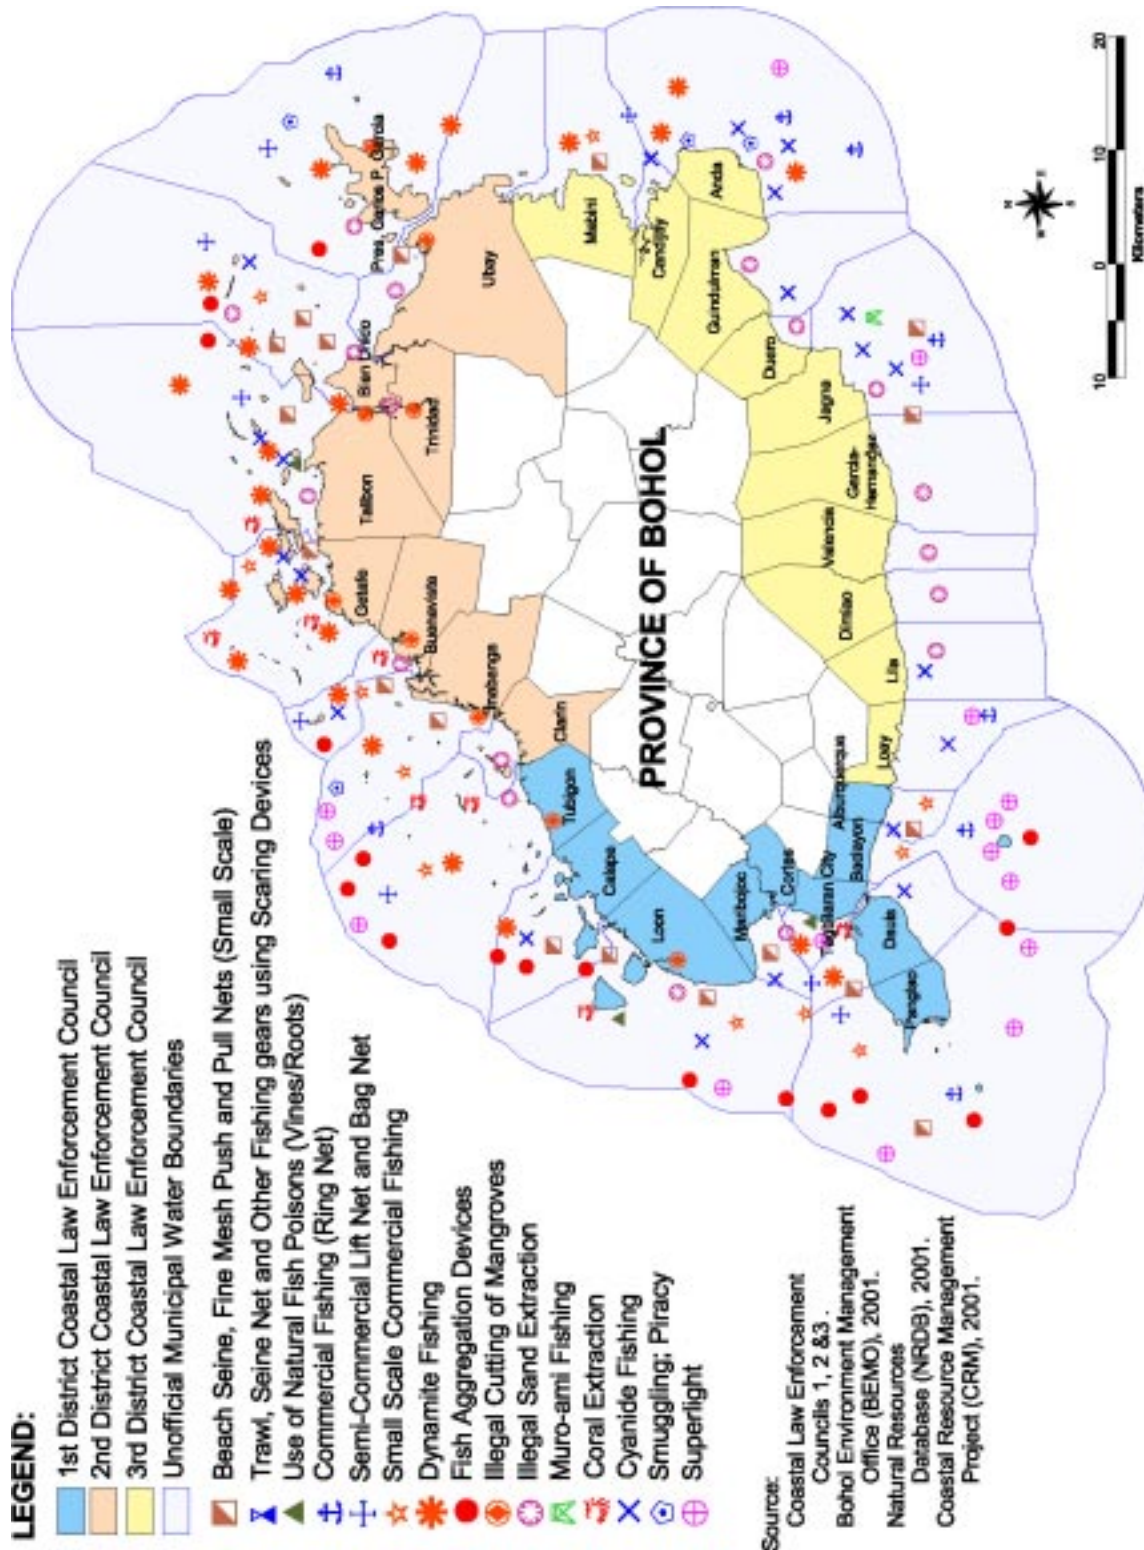 LEGEND:
1st District Coastal Law Enforcement Council
2nd District Coastal Law Enforcement Council
3rd District Coastal Law Enforcement Council
Unofficial Municipal Water Boundaries
Beach Seine, Fine Mesh Push and Pull Nets (Small Scale)
Trawl, Seine Net and Other Fishing gears using Scaring Devices
Use of Natural Fish Poisons (Vines/Roots)
Commercial Fishing (Ring Net)
Semi-Commercial Lift Net and Bag Net
Small Scale Commercial Fishing
Dynamite Fishing
Fish Aggregation Devices
Illegal Cutting of Mangroves
Illegal Sand Extraction
Muro-ami Fishing
Coral Extraction
Cyanide Fishing
Smuggling; Piracy
Superlight
Source:
Coastal Law Enforcement
Councils 1, 2 &3.
Bohol Environment Management
Office (BEMO), 2001.
Natural Resources
Database (NRDB), 2001.
Coastal Resource Management
Project (CRM), 2001.
PROVINCE OF BOHOL
Pres. Carlos P. Garcia
Bien Unido
Ubay
Trinidad
Talibon
Getafe
Buenavista
Inabanga
Clarin
Tubigon
Calape
Loon
Maribojoc
Cortes
Tagbilaran City
Dauis
Panglao
Baclayon
Alburquerque
Loay
Lila
Dimiao
Valencia
Garcia-
Hernandez
Jagna
Duero
Guindulman
Candijay
Anda
Mabini
N
E
S
W
10
0
10
20
Kilometers